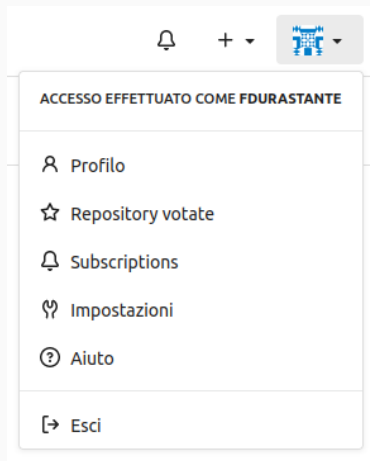 ACCESSO EFFETTUATO COME FDURASTANTE
Profilo
Repository votate
Subscriptions
Impostazioni
Aiuto
Esci